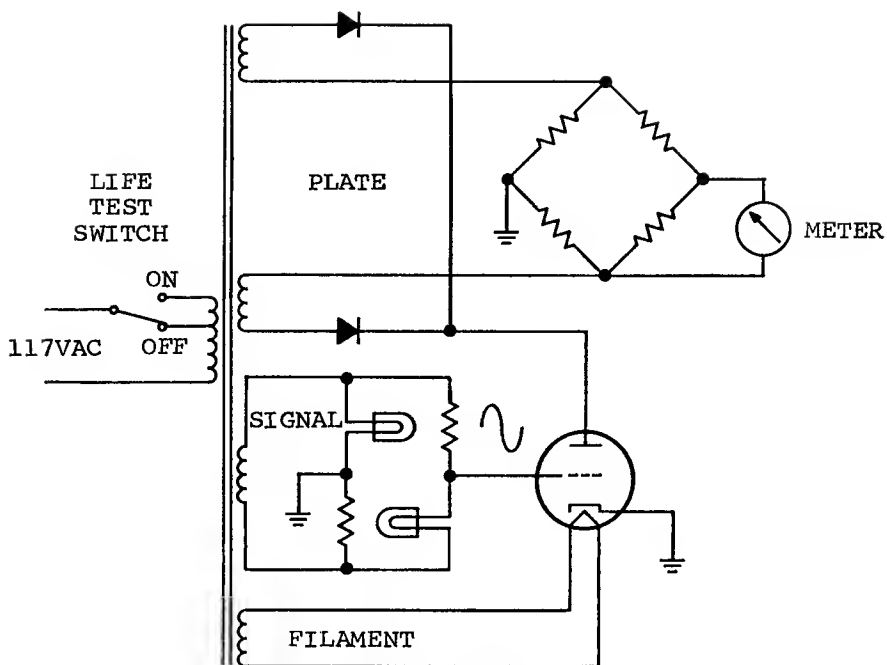 PLATE
LIFE
TEST
SWITCH
METER
ON
OFF
117VAC
SIGNAL
FILAMENT